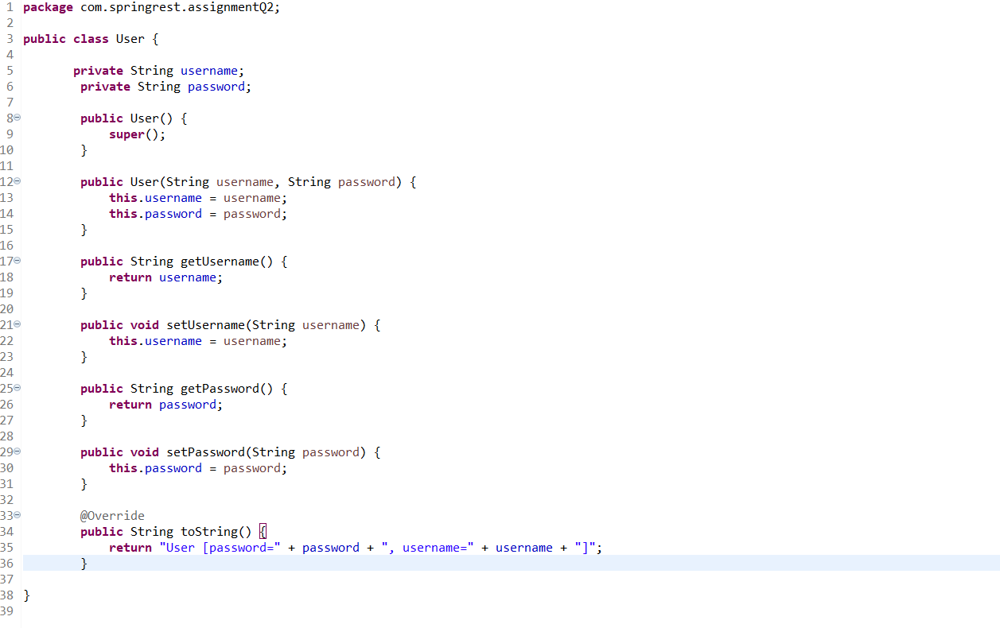 1 package com.springrest.assignmentQ2;
2
3 public class User {
4
5 private String username;
6 private String password;
7
8 public User() {
9 super();
10 }
11
12 public User(String username, String password) {
13 this.username = username;
14 this.password = password;
15 }
16
17 public String getUsername() {
18 return username;
19 }
20
21 public void setUsername(String username) {
22 this.username = username;
23 }
24
25 public String getPassword() {
26 return password;
27 }
28
29 public void setPassword(String password) {
30 this.password = password;
31 }
32
33 @Override
34 public String toString() {
35 return "User [password=" + password + ", username=" + username + "]";
36 }
37
38 }
39